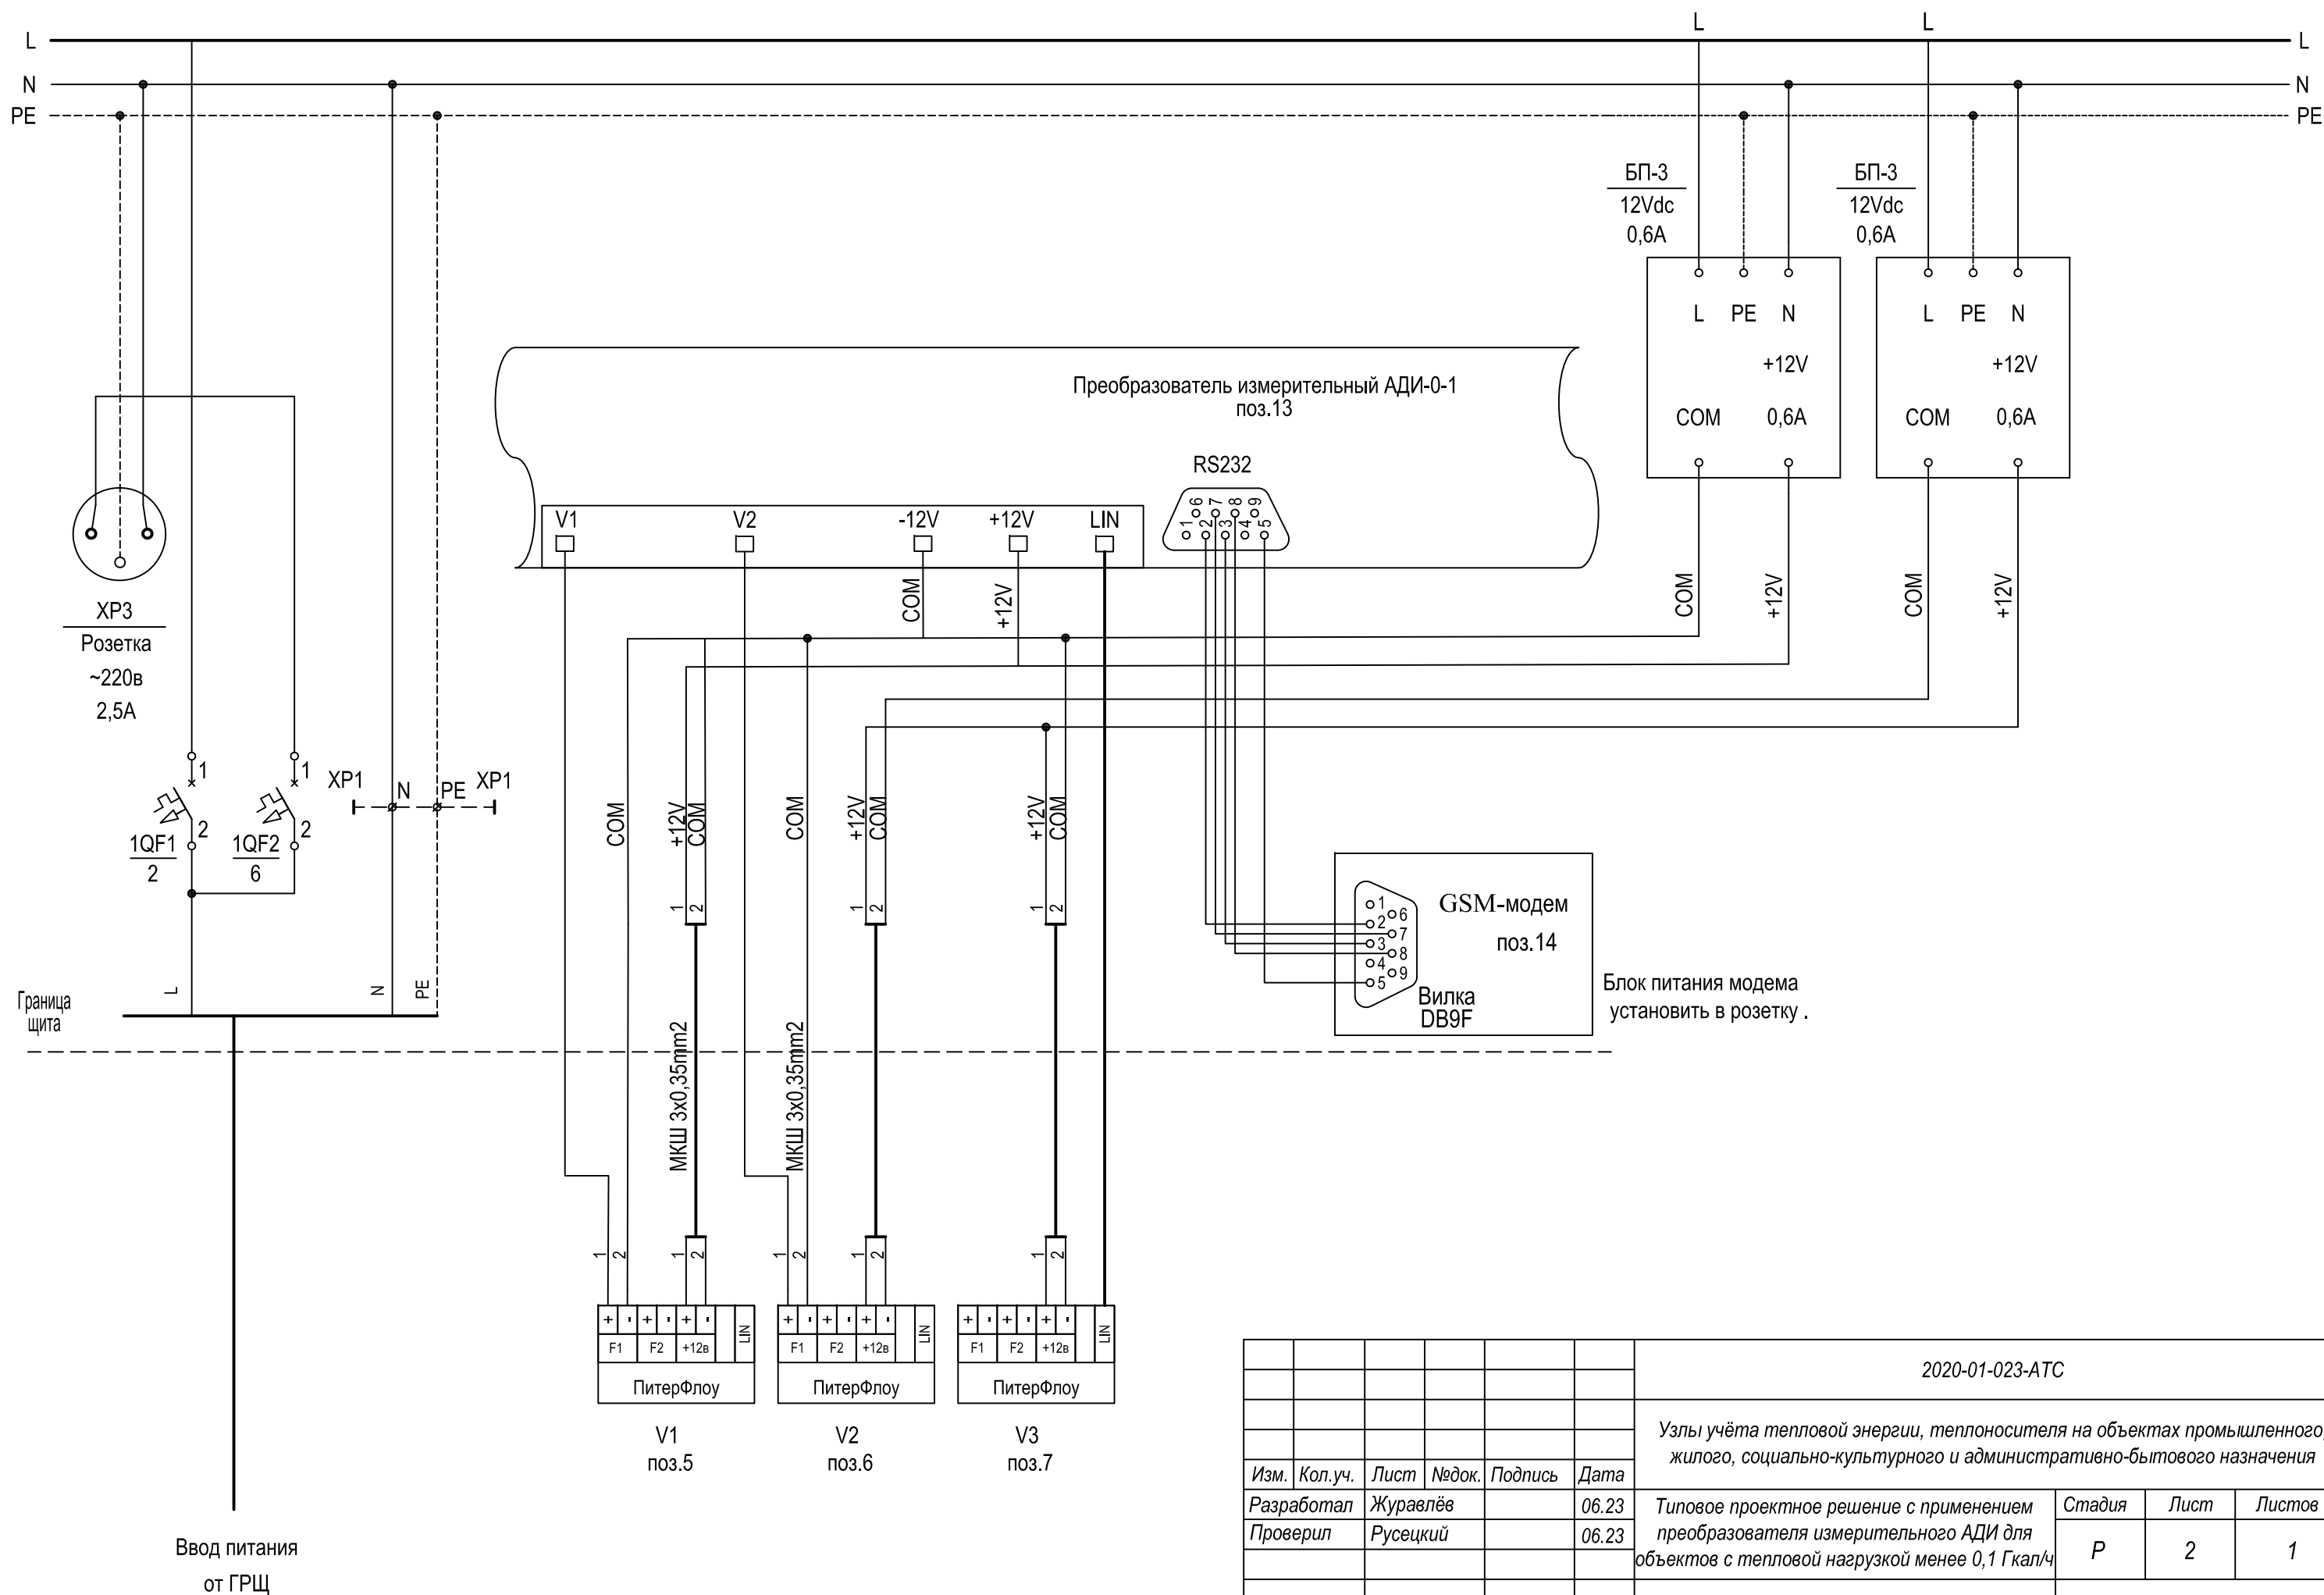 L
L
L
L
N
N
PE
PE
БП-3
12Vdc
0,6А
БП-3
12Vdc
0,6А
L PE N
+12V
COM 0,6А
L PE N
+12V
COM 0,6А
Преобразователь измерительный АДИ-0-1
поз.13
RS232
6 7 8 9
1 2 3 4 5
V1 V2 -12V +12V LIN
COM
+12V
COM
+12V
COM
+12V
XP3
Розетка
~220в
2,5А
1
2
1QF1
2
1
2
1QF2
6
XP1 N PE XP1
COM
+12V
COM
COM
+12V
COM
+12V
COM
1 2
1 2
1 2
L
N
PE
Граница
щита
GSM-модем
поз.14
1
6
2
7
3
8
4
9
5
Вилка
DB9F
Блок питания модема
установить в розетку .
МКШ 3х0,35mm2
МКШ 3х0,35mm2
1 2 1 2
1 2 1 2
1 2
+ - + - + -
F1 F2 +12в LIN
ПитерФлоу
V1
поз.5
+ - + - + -
F1 F2 +12в LIN
ПитерФлоу
V2
поз.6
+ - + - + -
F1 F2 +12в LIN
ПитерФлоу
V3
поз.7
Ввод питания
от ГРЩ
2020-01-023-АТС
Узлы учёта тепловой энергии, теплоносителя на объектах промышленного,
жилого, социально-культурного и административно-бытового назначения
Изм. Кол.уч. Лист №док. Подпись Дата
Разработал Журавлёв 06.23
Проверил Русецкий 06.23
Типовое проектное решение с применением
преобразователя измерительного АДИ для
объектов с тепловой нагрузкой менее 0,1 Гкал/ч
Стадия Лист Листов
Р 2 1